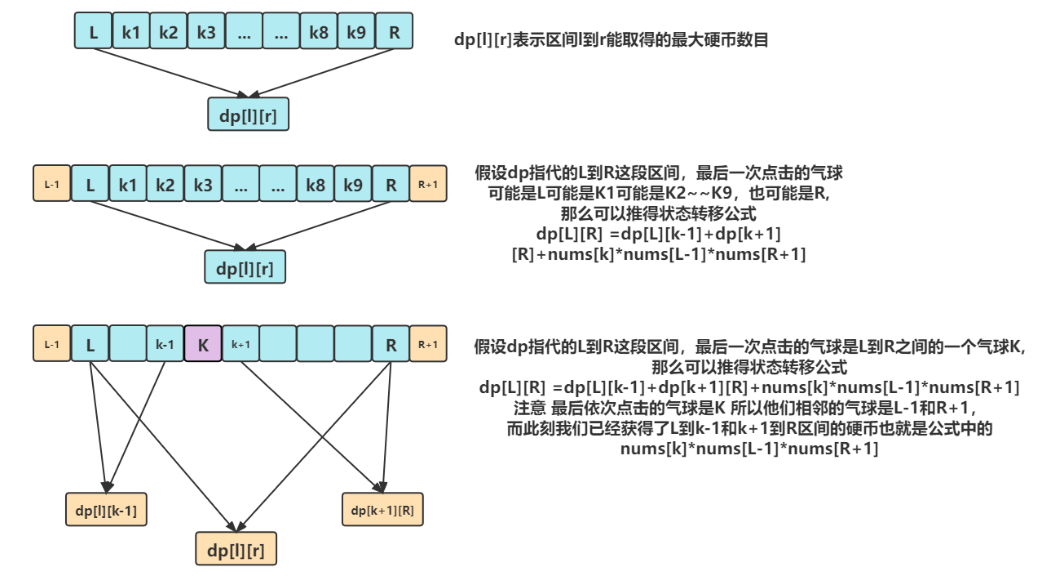 L k1 k2 k3 ... ... k8 k9 R
dp[l][r]表示区间l到r能取得的最大硬币数目
dp[l][r]
L-1 L k1 k2 k3 ... ... k8 k9 R R+1
假设dp指代的L到R这段区间，最后一次点击的气球
可能是L可能是K1可能是K2~~K9，也可能是R,
那么可以推得状态转移公式
dp[L][R] =dp[L][k-1]+dp[k+1]
[R]+nums[k]*nums[L-1]*nums[R+1]
dp[l][r]
L-1 L k-1 K k+1 R R+1
假设dp指代的L到R这段区间，最后一次点击的气球是L到R之间的一个气球K,
那么可以推得状态转移公式
dp[L][R] =dp[L][k-1]+dp[k+1][R]+nums[k]*nums[L-1]*nums[R+1]
注意 最后依次点击的气球是K 所以他们相邻的气球是L-1和R+1，
而此刻我们已经获得了L到k-1和k+1到R区间的硬币也就是公式中的
nums[k]*nums[L-1]*nums[R+1]
dp[l][k-1]
dp[k+1][R]
dp[l][r]